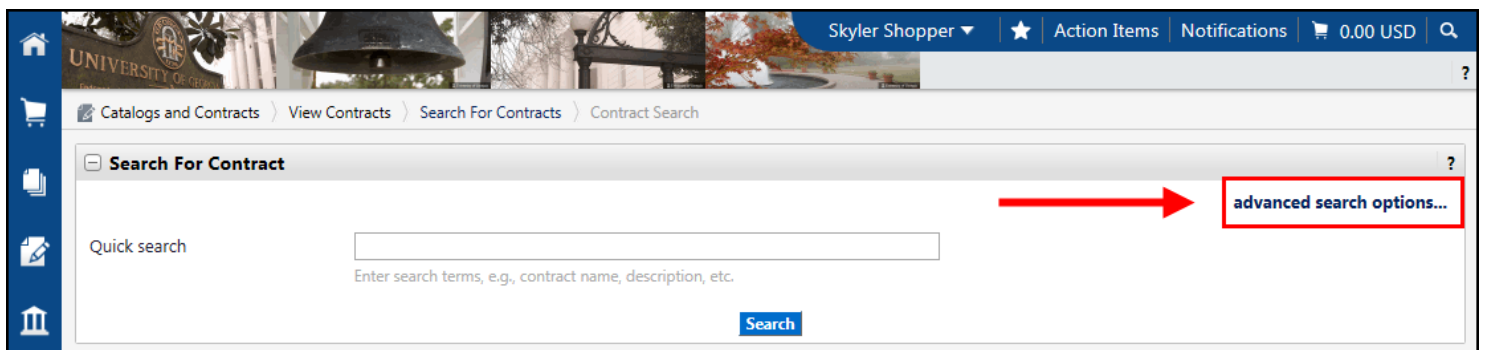 Skyler Shopper ▼ | ★ | Action Items | Notifications | 0.00 USD
UNIVERSITY OF GEORGIA
?
Catalogs and Contracts 〉 View Contracts 〉 Search For Contracts 〉 Contract Search
Search For Contract ?
advanced search options...
Quick search
Enter search terms, e.g., contract name, description, etc.
Search